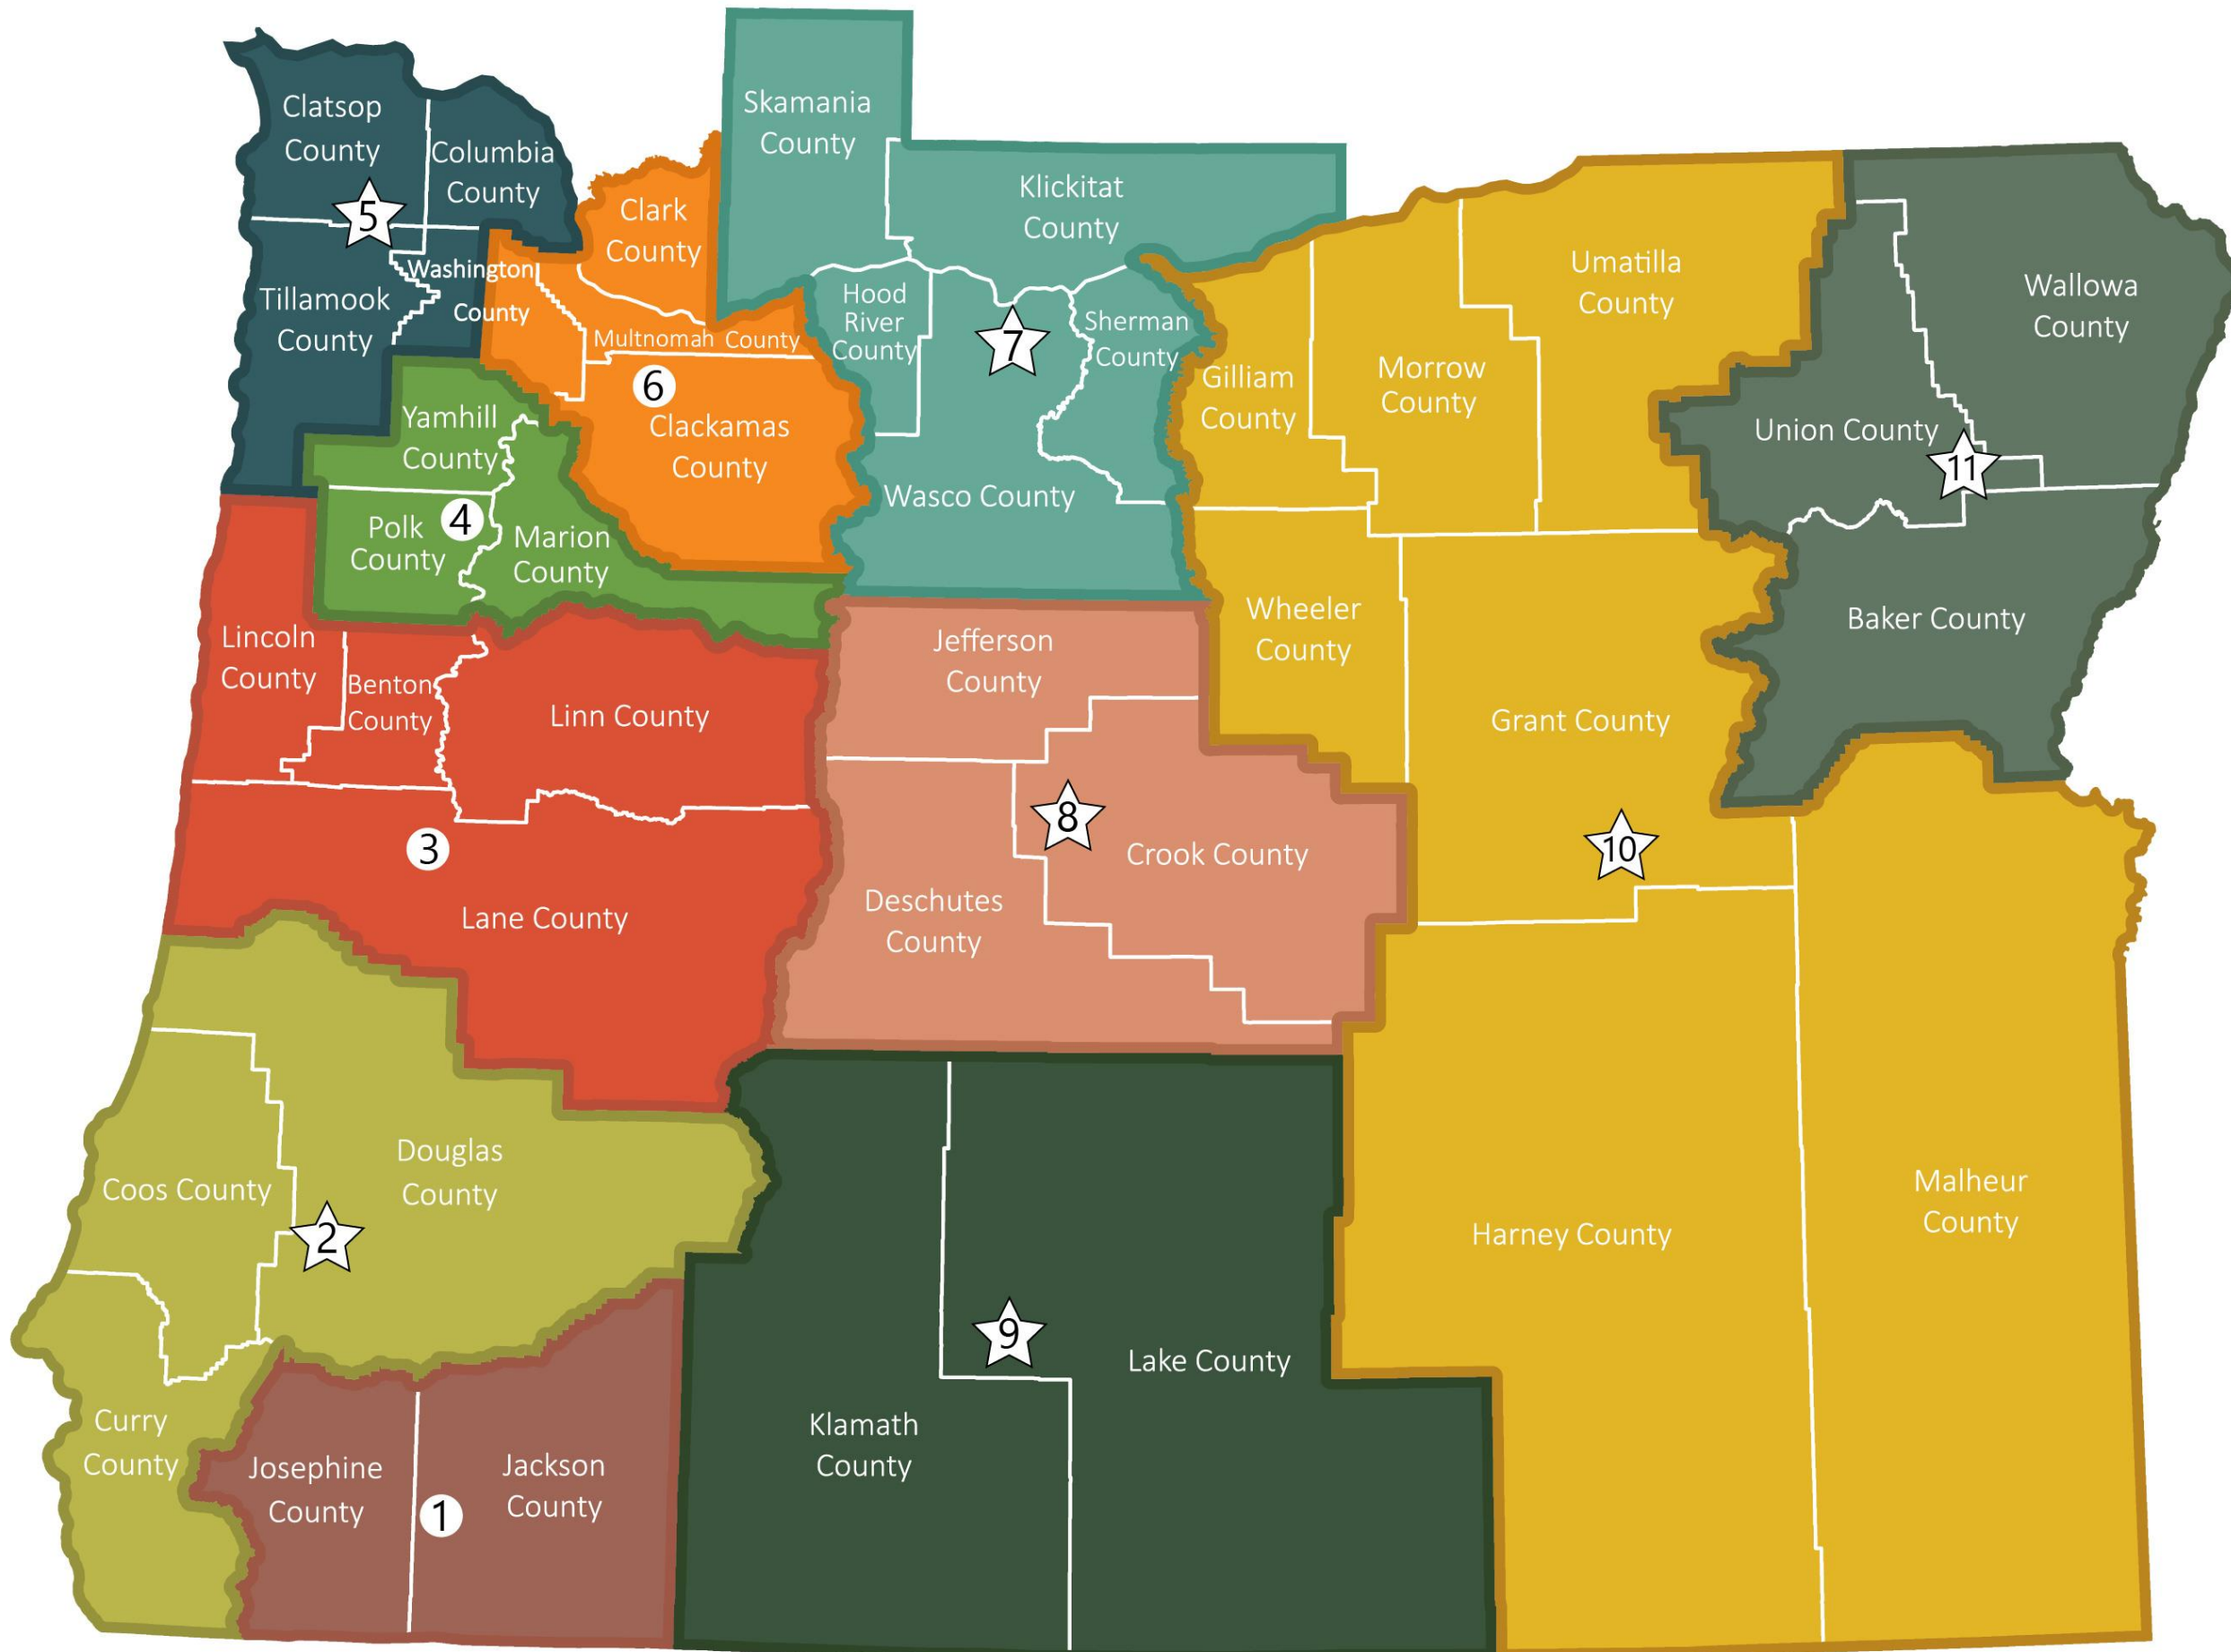 Clatsop
County
Columbia
County
5
Tillamook
County
Washington
County
Clark
County
Multnomah County
6
Clackamas
County
Skamania
County
Klickitat
County
Hood
River
County
7
Sherman
County
Wasco County
Gilliam
County
Morrow
County
Umatilla
County
Wallowa
County
Union County
11
Baker County
Yamhill
County
Polk
County
4
Marion
County
Lincoln
County
Benton
County
Linn County
3
Lane County
Jefferson
County
8
Crook County
Deschutes
County
Wheeler
County
Grant County
10
Harney County
Malheur
County
Coos County
Douglas
County
2
Curry
County
Josephine
County
1
Jackson
County
Klamath
County
9
Lake County